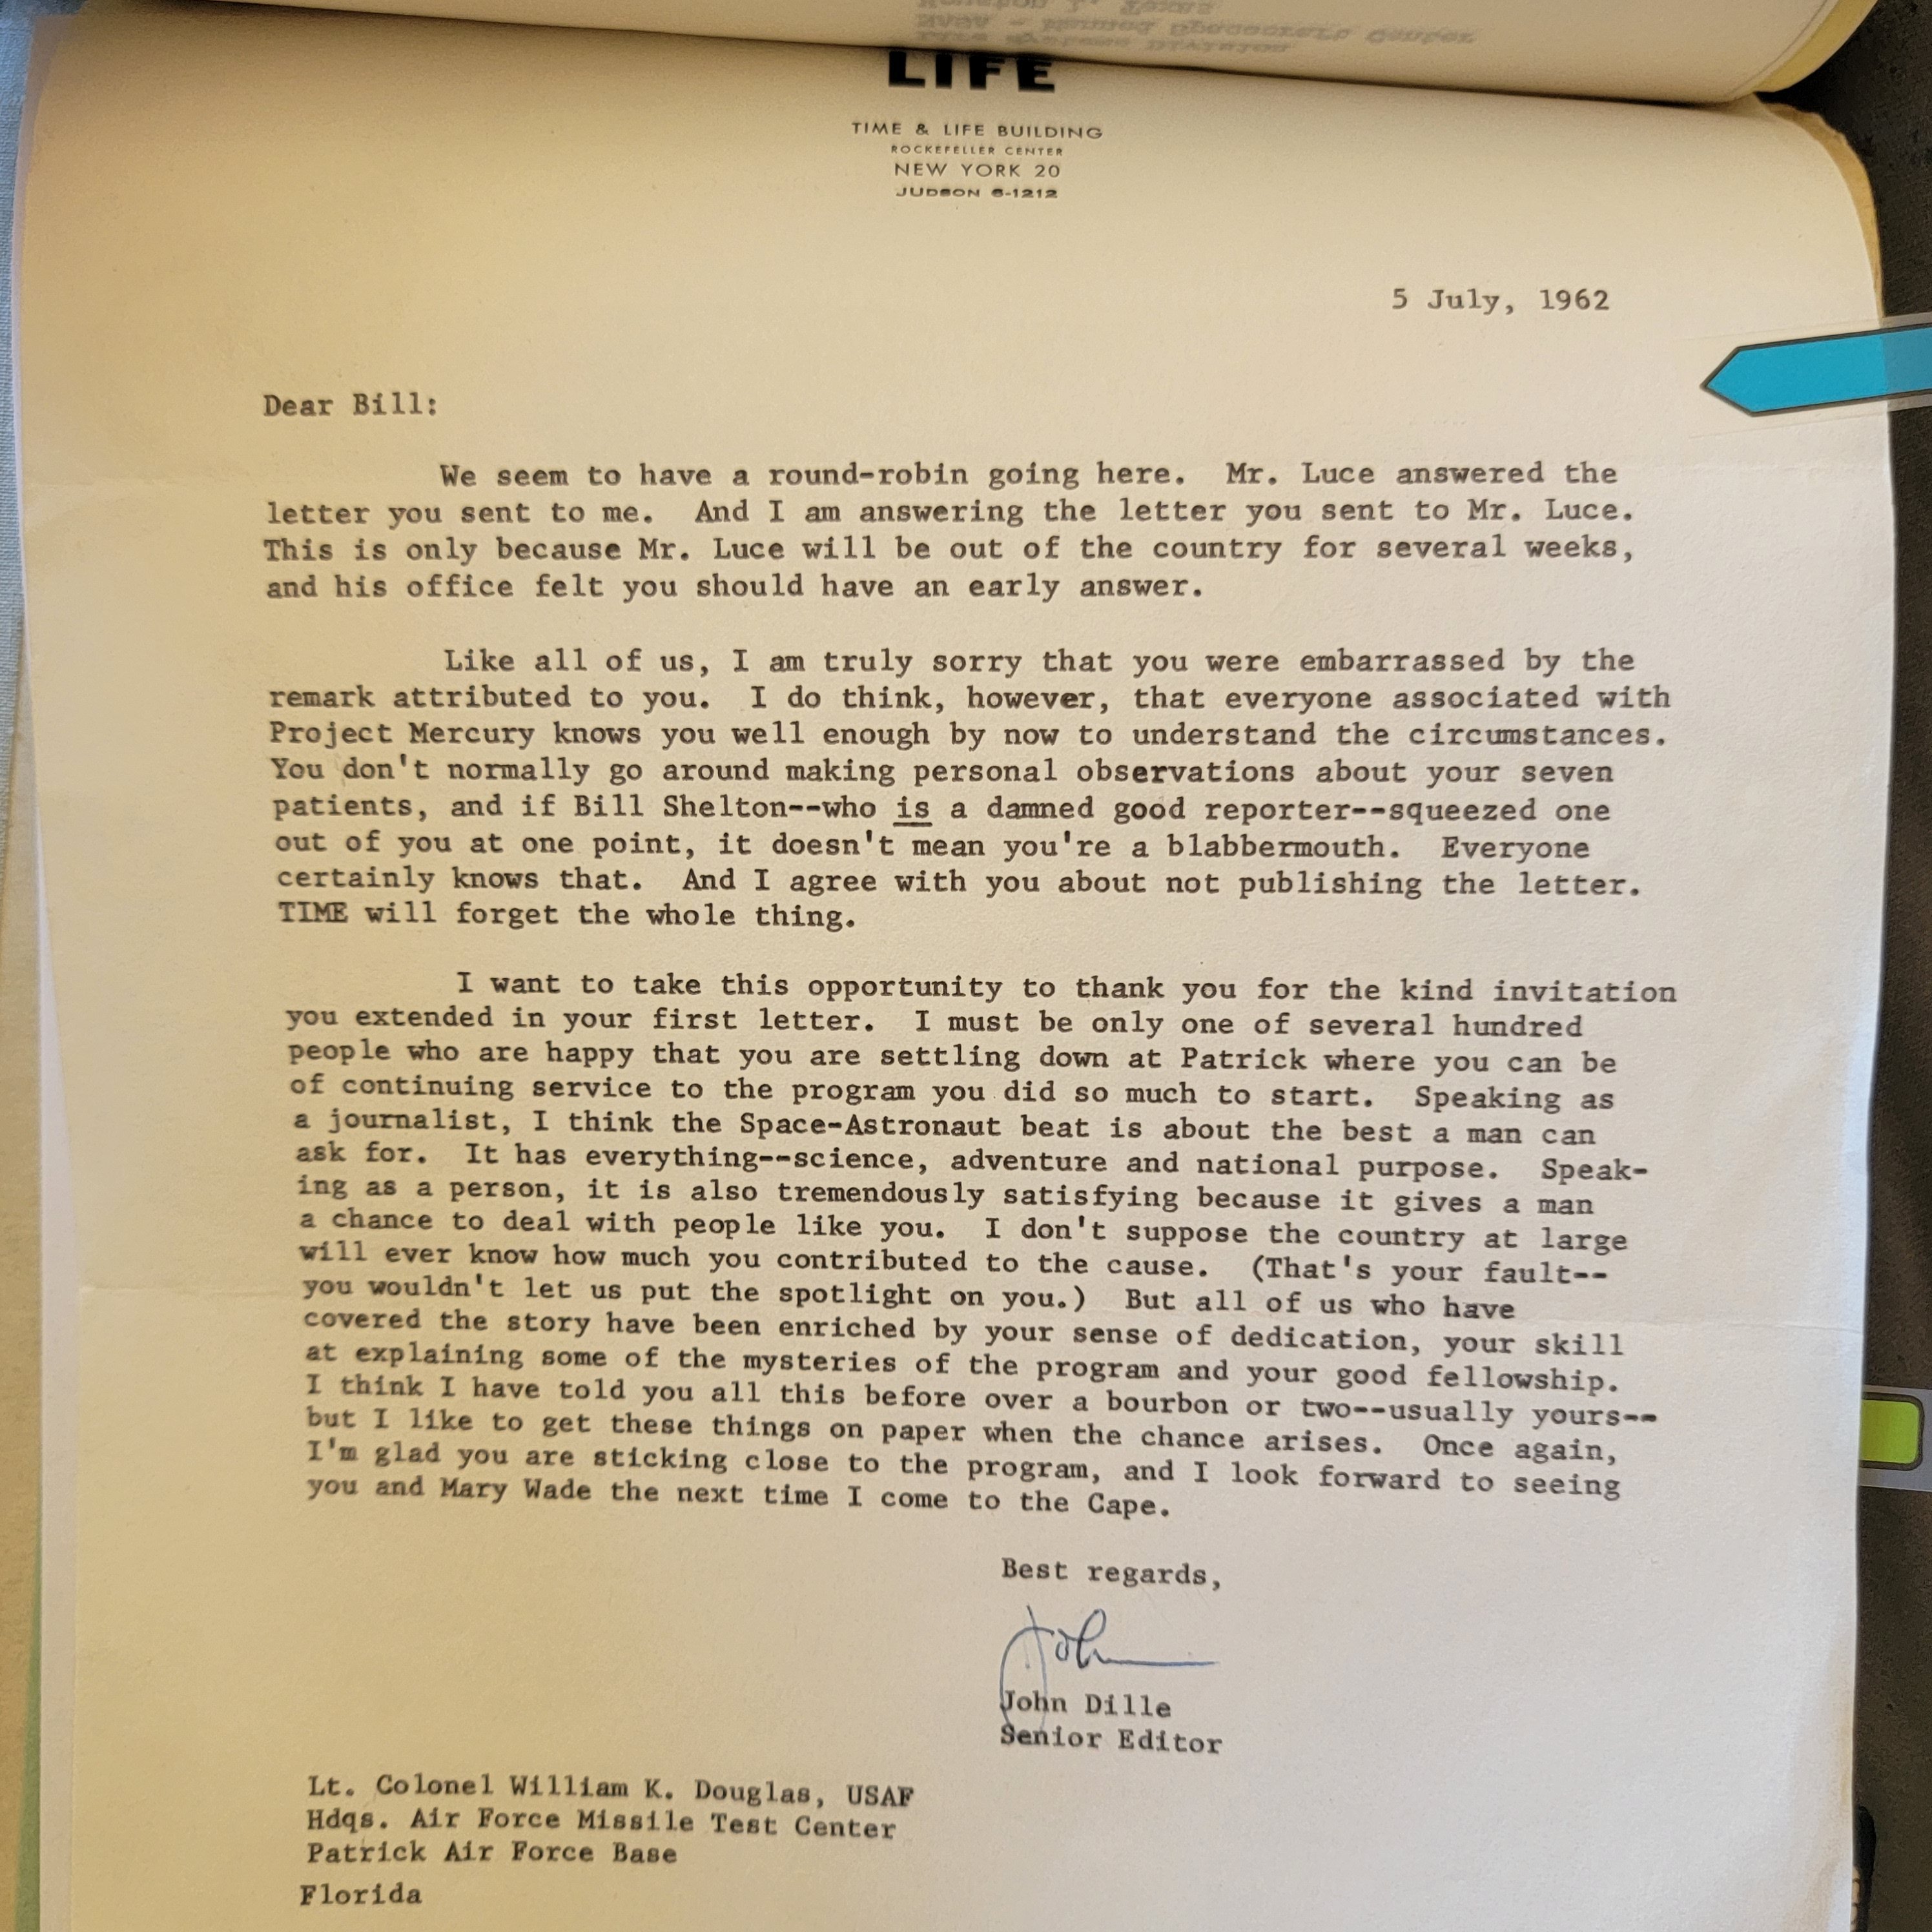 LIFE
TIME & LIFE BUILDING
ROCKEFELLER CENTER
NEW YORK 20
JUDSON 6-1212
5 July, 1962
Dear Bill:
We seem to have a round-robin going here. Mr. Luce answered the
letter you sent to me. And I am answering the letter you sent to Mr. Luce.
This is only because Mr. Luce will be out of the country for several weeks,
and his office felt you should have an early answer.
Like all of us, I am truly sorry that you were embarrassed by the
remark attributed to you. I do think, however, that everyone associated with
Project Mercury knows you well enough by now to understand the circumstances.
You don't normally go around making personal observations about your seven
patients, and if Bill Shelton--who is a damned good reporter--squeezed one
out of you at one point, it doesn't mean you're a blabbermouth. Everyone
certainly knows that. And I agree with you about not publishing the letter.
TIME will forget the whole thing.
I want to take this opportunity to thank you for the kind invitation
you extended in your first letter. I must be only one of several hundred
people who are happy that you are settling down at Patrick where you can be
of continuing service to the program you did so much to start. Speaking as
a journalist, I think the Space-Astronaut beat is about the best a man can
ask for. It has everything--science, adventure and national purpose. Speak-
ing as a person, it is also tremendously satisfying because it gives a man
a chance to deal with people like you. I don't suppose the country at large
will ever know how much you contributed to the cause. (That's your fault--
you wouldn't let us put the spotlight on you.) But all of us who have
covered the story have been enriched by your sense of dedication, your skill
at explaining some of the mysteries of the program and your good fellowship.
I think I have told you all this before over a bourbon or two--usually yours--
but I like to get these things on paper when the chance arises. Once again,
I'm glad you are sticking close to the program, and I look forward to seeing
you and Mary Wade the next time I come to the Cape.
Best regards,
John
John Dille
Senior Editor
Lt. Colonel William K. Douglas, USAF
Hdqs. Air Force Missile Test Center
Patrick Air Force Base
Florida